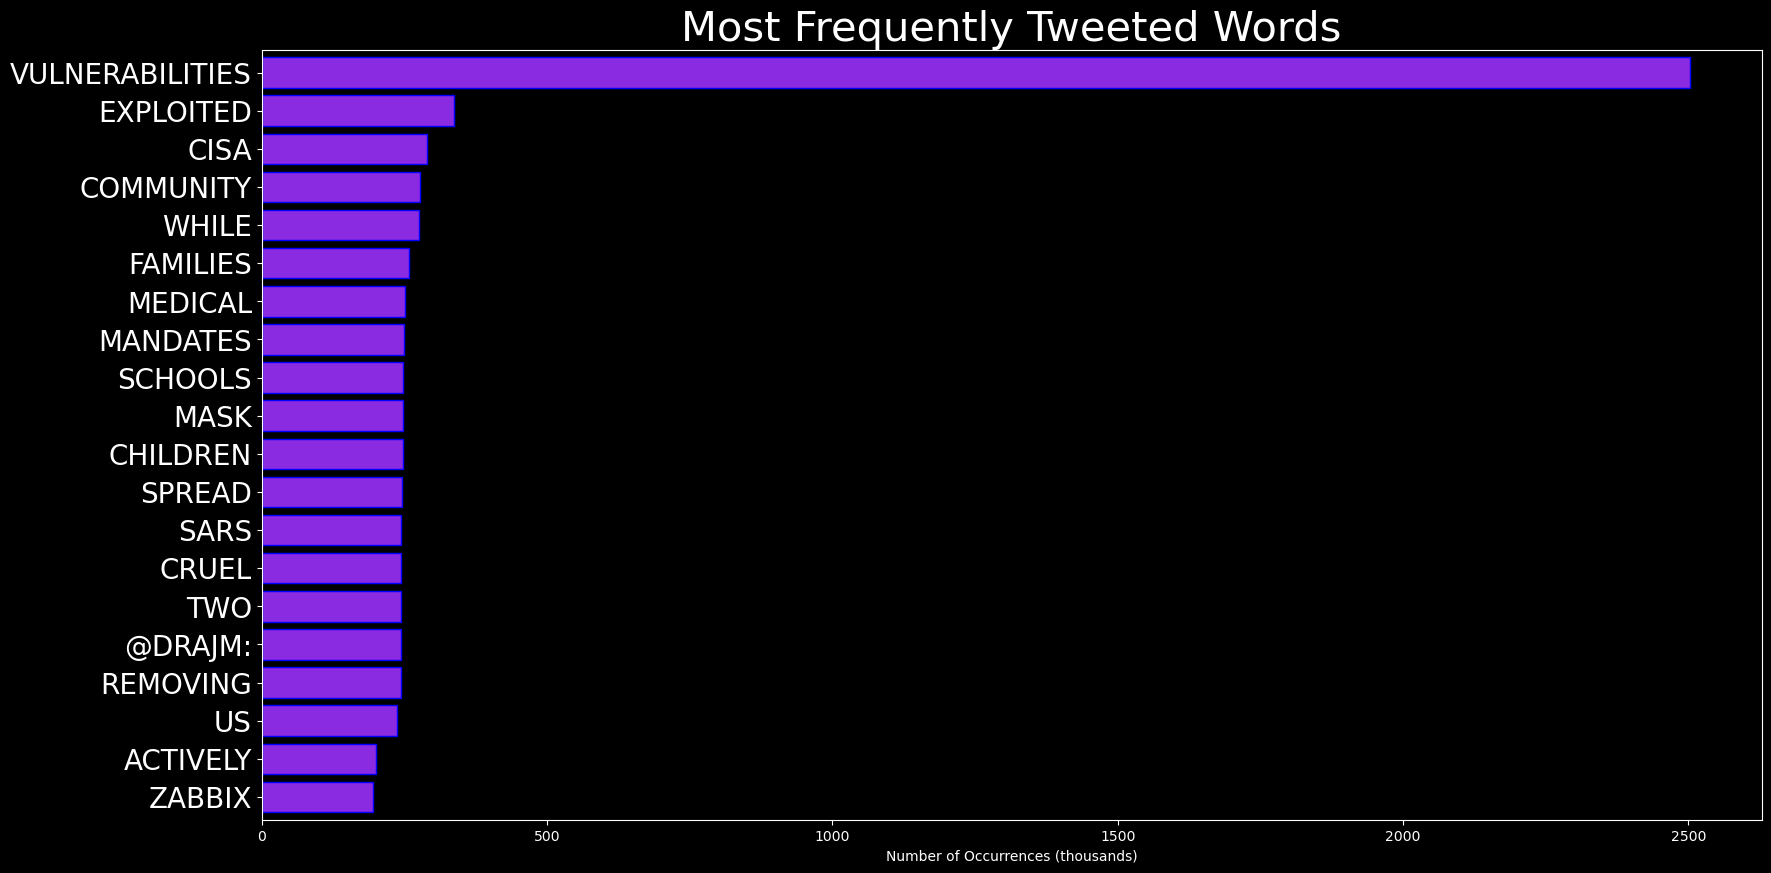 Most Frequently Tweeted Words
VULNERABILITIES
EXPLOITED
CISA
COMMUNITY
WHILE
FAMILIES
MEDICAL
MANDATES
SCHOOLS
MASK
CHILDREN
SPREAD
SARS
CRUEL
TWO
@DRAJM:
REMOVING
US
ACTIVELY
ZABBIX
0 500 1000 1500 2000 2500
Number of Occurrences (thousands)